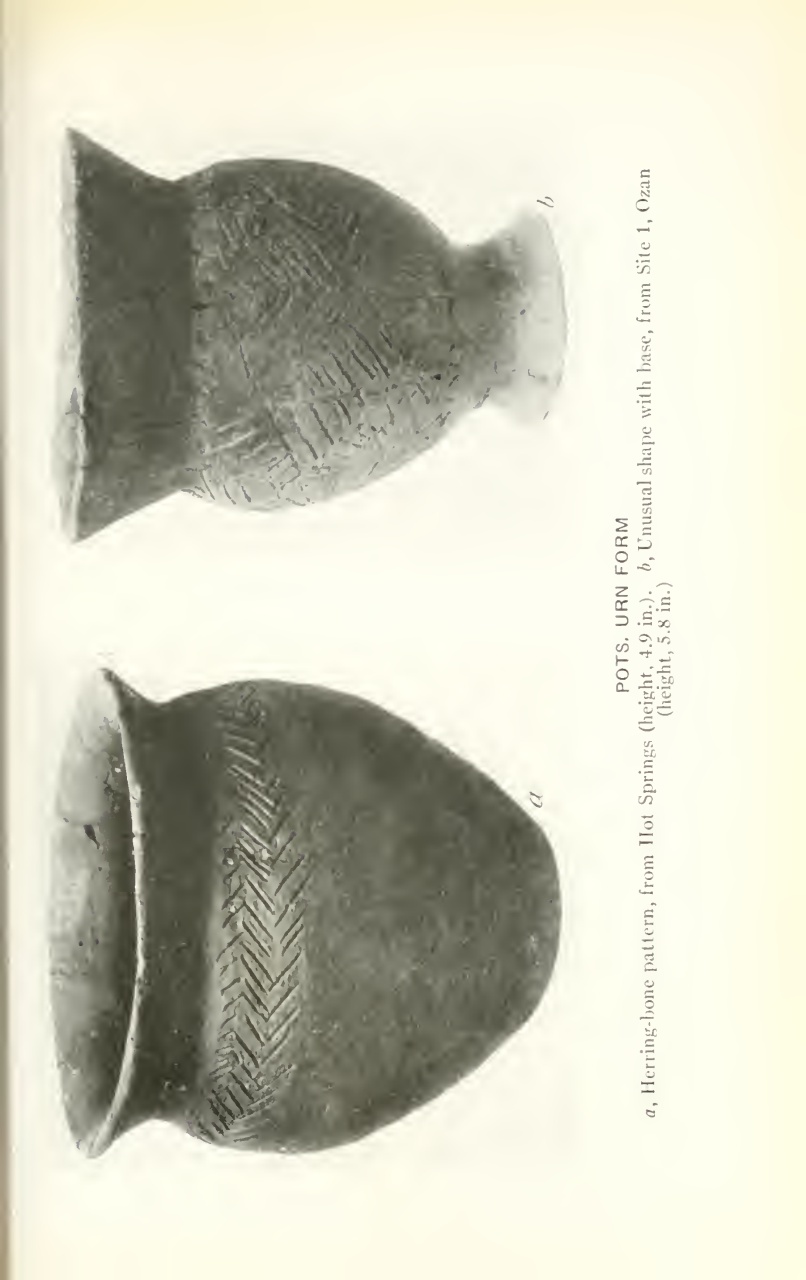 a
b
POTS. URN FORM
a, Herring-bone pattern, from Hot Springs (height, 4.9 in.). b, Unusual shape with base, from Site 1, Ozan
(height, 5.8 in.)